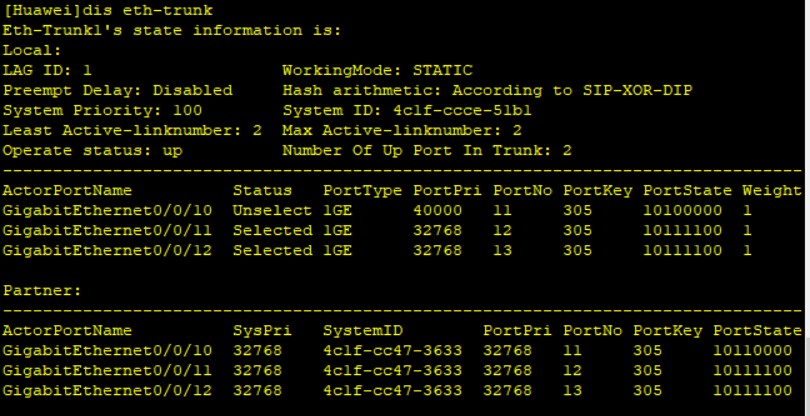 [Huawei]dis eth-trunk
Eth-Trunk1's state information is:
Local:
LAG ID: 1 WorkingMode: STATIC
Preempt Delay: Disabled Hash arithmetic: According to SIP-XOR-DIP
System Priority: 100 System ID: 4c1f-ccce-51b1
Least Active-linknumber: 2 Max Active-linknumber: 2
Operate status: up Number Of Up Port In Trunk: 2
--------------------------------------------------------------------------------
ActorPortName Status PortType PortPri PortNo PortKey PortState Weight
GigabitEthernet0/0/10 Unselect 1GE 40000 11 305 10100000 1
GigabitEthernet0/0/11 Selected 1GE 32768 12 305 10111100 1
GigabitEthernet0/0/12 Selected 1GE 32768 13 305 10111100 1
Partner:
--------------------------------------------------------------------------------
ActorPortName SysPri SystemID PortPri PortNo PortKey PortState
GigabitEthernet0/0/10 32768 4c1f-cc47-3633 32768 11 305 10110000
GigabitEthernet0/0/11 32768 4c1f-cc47-3633 32768 12 305 10111100
GigabitEthernet0/0/12 32768 4c1f-cc47-3633 32768 13 305 10111100